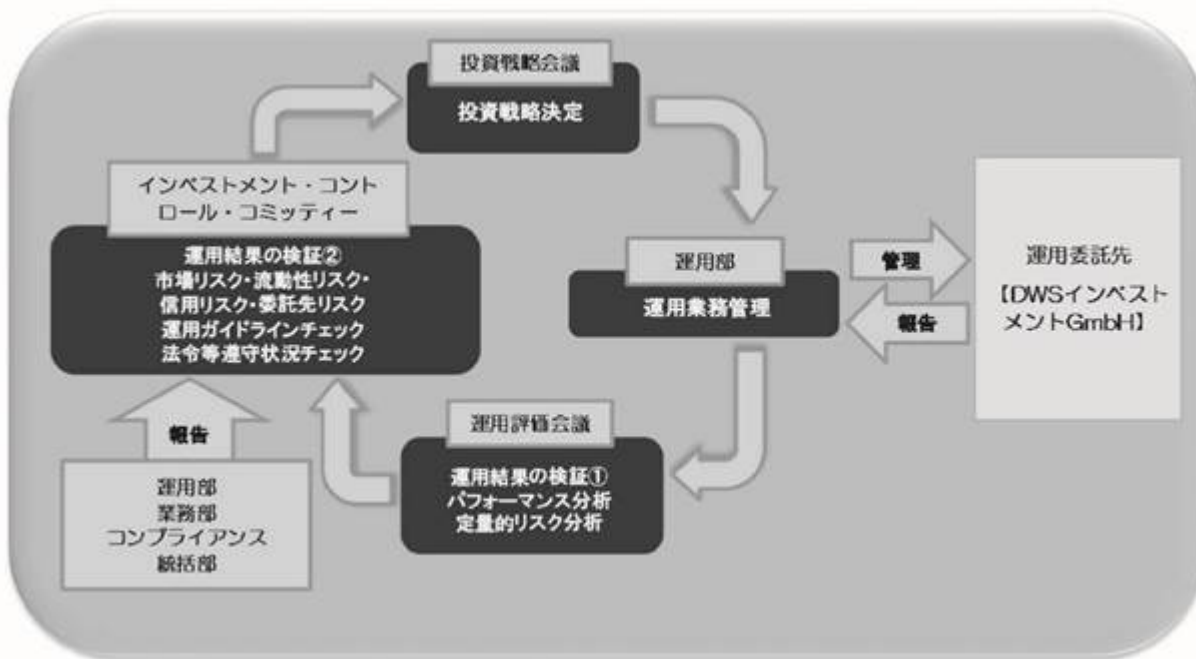 投資戦略会議
投資戦略決定
インベストメント・コント
ロール・コミッティー
運用結果の検証②
市場リスク・流動性リスク・
信用リスク・委託先リスク
運用ガイドラインチェック
法令等遵守状況チェック
運用部
運用業務管理
管理
報告
運用委託先
【DWSインベスト
メントGmbH】
運用評価会議
運用結果の検証①
パフォーマンス分析
定量的リスク分析
報告
運用部
業務部
コンプライアンス
統括部